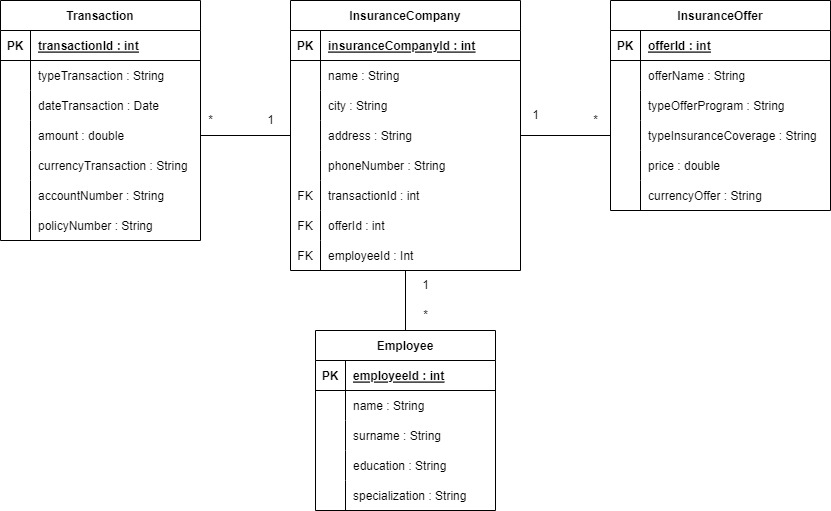 Transaction
PK transactionId : int
typeTransaction : String
dateTransaction : Date
amount : double
currencyTransaction : String
accountNumber : String
policyNumber : String
* 1
InsuranceCompany
PK insuranceCompanyId : int
name : String
city : String
address : String
phoneNumber : String
FK transactionId : int
FK offerId : int
FK employeeId : Int
1 *
InsuranceOffer
PK offerId : int
offerName : String
typeOfferProgram : String
typeInsuranceCoverage : String
price : double
currencyOffer : String
1
*
Employee
PK employeeId : int
name : String
surname : String
education : String
specialization : String